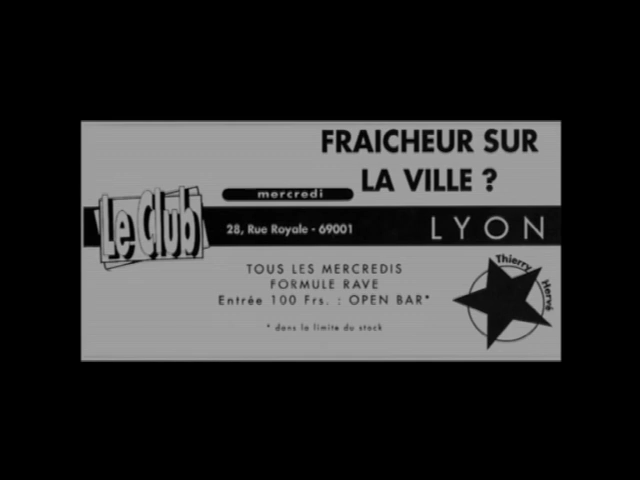 FRAICHEUR SUR
LA VILLE ?
mercredi
Le Club
28, Rue Royale - 69001
LYON
TOUS LES MERCREDIS
FORMULE RAVE
Entrée 100 Frs. : OPEN BAR*
* dans la limite du stock
Thierry
Hervé